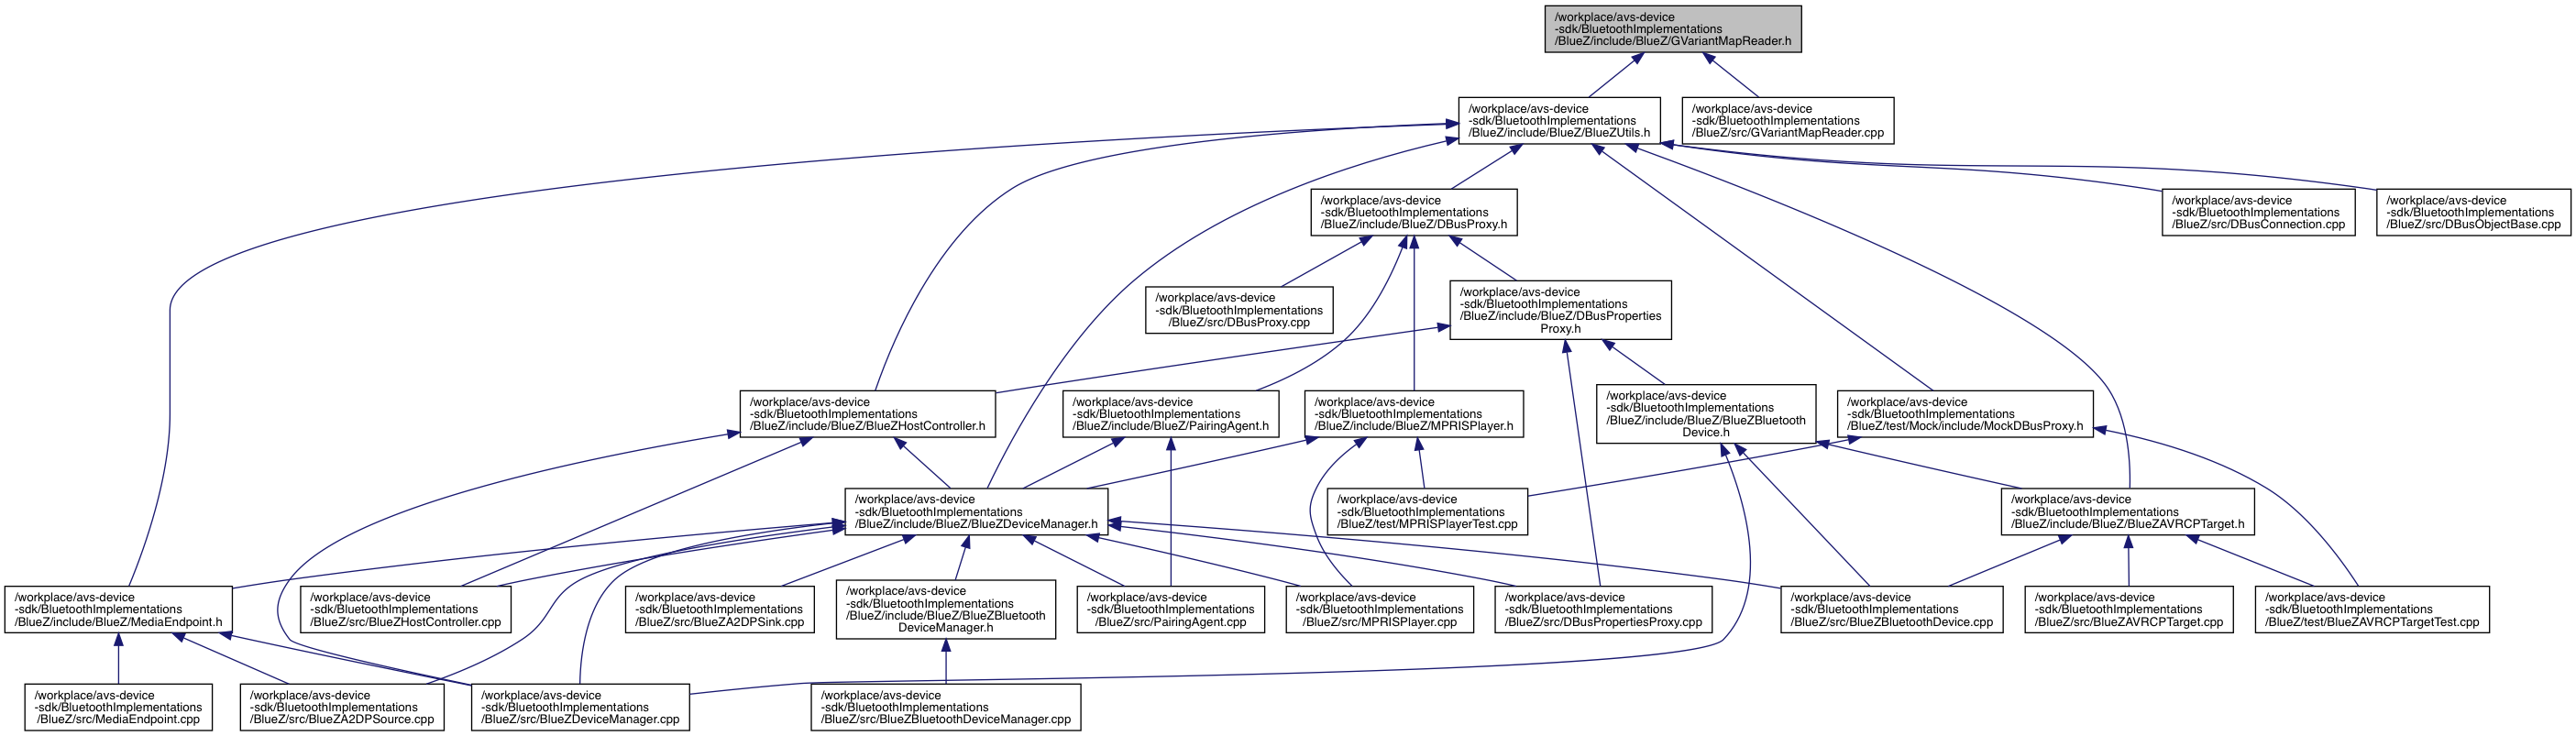 /workplace/avs-device
-sdk/BluetoothImplementations
/BlueZ/include/BlueZ/GVariantMapReader.h
/workplace/avs-device
-sdk/BluetoothImplementations
/BlueZ/include/BlueZ/BlueZUtils.h
/workplace/avs-device
-sdk/BluetoothImplementations
/BlueZ/src/GVariantMapReader.cpp
/workplace/avs-device
-sdk/BluetoothImplementations
/BlueZ/include/BlueZ/DBusProxy.h
/workplace/avs-device
-sdk/BluetoothImplementations
/BlueZ/src/DBusConnection.cpp
/workplace/avs-device
-sdk/BluetoothImplementations
/BlueZ/src/DBusObjectBase.cpp
/workplace/avs-device
-sdk/BluetoothImplementations
/BlueZ/src/DBusProxy.cpp
/workplace/avs-device
-sdk/BluetoothImplementations
/BlueZ/include/BlueZ/DBusProperties
Proxy.h
/workplace/avs-device
-sdk/BluetoothImplementations
/BlueZ/include/BlueZ/BlueZHostController.h
/workplace/avs-device
-sdk/BluetoothImplementations
/BlueZ/include/BlueZ/PairingAgent.h
/workplace/avs-device
-sdk/BluetoothImplementations
/BlueZ/include/BlueZ/MPRISPlayer.h
/workplace/avs-device
-sdk/BluetoothImplementations
/BlueZ/include/BlueZ/BlueZBluetooth
Device.h
/workplace/avs-device
-sdk/BluetoothImplementations
/BlueZ/test/Mock/include/MockDBusProxy.h
/workplace/avs-device
-sdk/BluetoothImplementations
/BlueZ/include/BlueZ/BlueZDeviceManager.h
/workplace/avs-device
-sdk/BluetoothImplementations
/BlueZ/test/MPRISPlayerTest.cpp
/workplace/avs-device
-sdk/BluetoothImplementations
/BlueZ/include/BlueZ/BlueZAVRCPTarget.h
/workplace/avs-device
-sdk/BluetoothImplementations
/BlueZ/include/BlueZ/MediaEndpoint.h
/workplace/avs-device
-sdk/BluetoothImplementations
/BlueZ/src/BlueZHostController.cpp
/workplace/avs-device
-sdk/BluetoothImplementations
/BlueZ/src/BlueZA2DPSink.cpp
/workplace/avs-device
-sdk/BluetoothImplementations
/BlueZ/include/BlueZ/BlueZBluetooth
DeviceManager.h
/workplace/avs-device
-sdk/BluetoothImplementations
/BlueZ/src/PairingAgent.cpp
/workplace/avs-device
-sdk/BluetoothImplementations
/BlueZ/src/MPRISPlayer.cpp
/workplace/avs-device
-sdk/BluetoothImplementations
/BlueZ/src/DBusPropertiesProxy.cpp
/workplace/avs-device
-sdk/BluetoothImplementations
/BlueZ/src/BlueZBluetoothDevice.cpp
/workplace/avs-device
-sdk/BluetoothImplementations
/BlueZ/src/BlueZAVRCPTarget.cpp
/workplace/avs-device
-sdk/BluetoothImplementations
/BlueZ/test/BlueZAVRCPTargetTest.cpp
/workplace/avs-device
-sdk/BluetoothImplementations
/BlueZ/src/MediaEndpoint.cpp
/workplace/avs-device
-sdk/BluetoothImplementations
/BlueZ/src/BlueZA2DPSource.cpp
/workplace/avs-device
-sdk/BluetoothImplementations
/BlueZ/src/BlueZDeviceManager.cpp
/workplace/avs-device
-sdk/BluetoothImplementations
/BlueZ/src/BlueZBluetoothDeviceManager.cpp